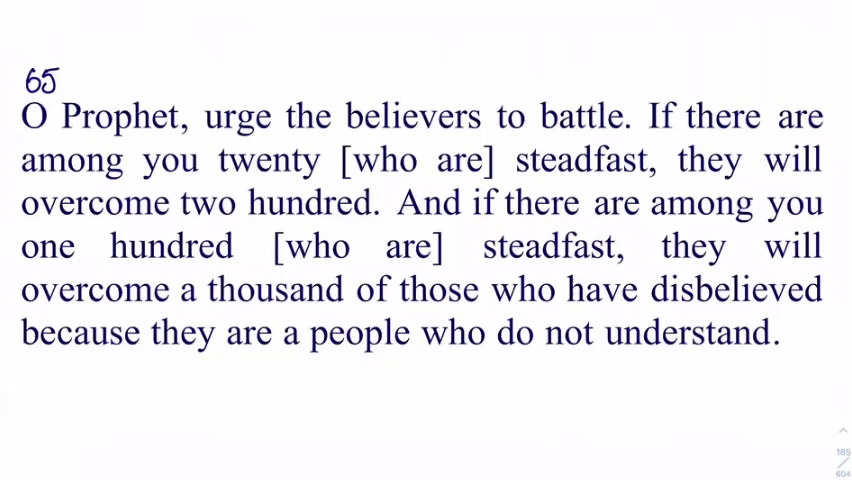 65
O Prophet, urge the believers to battle. If there are
among you twenty [who are] steadfast, they will
overcome two hundred. And if there are among you
one hundred [who are] steadfast, they will
overcome a thousand of those who have disbelieved
because they are a people who do not understand.
185
/
604